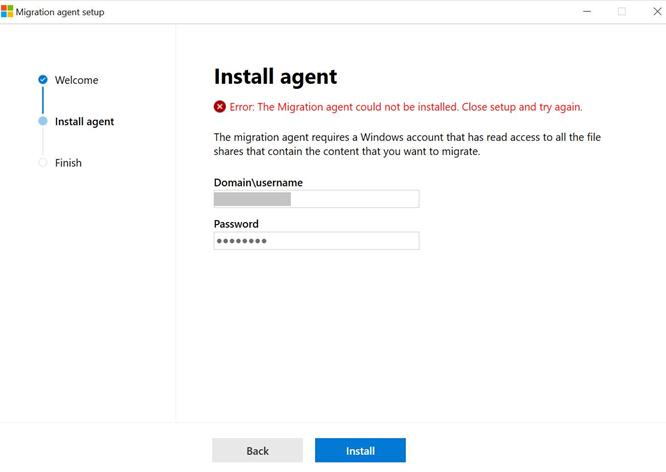 Migration agent setup
Welcome
Install agent
Finish
Install agent
Error: The Migration agent could not be installed. Close setup and try again.
The migration agent requires a Windows account that has read access to all the file
shares that contain the content that you want to migrate.
Domain\username
Password
Back
Install